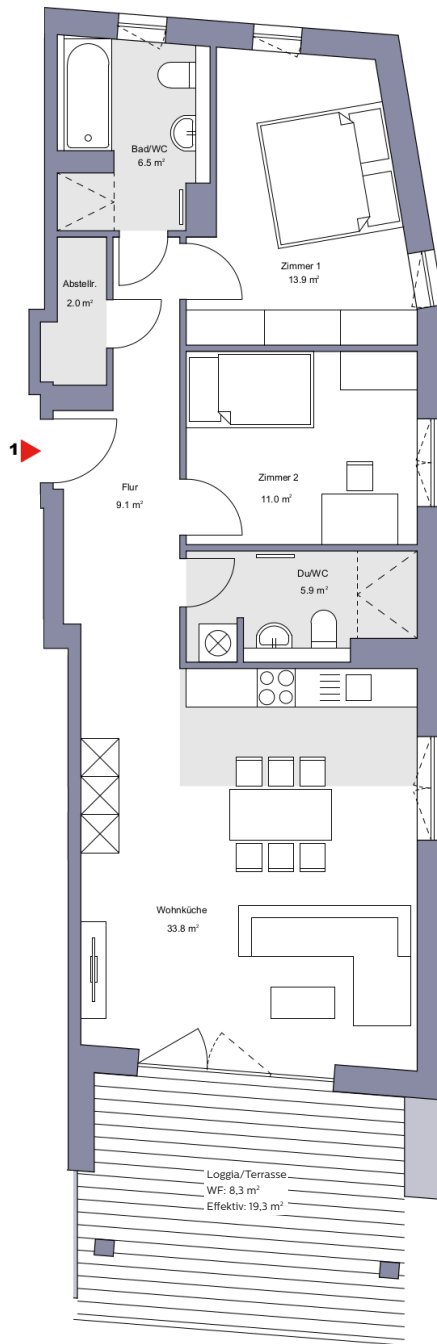 Bad/WC
6.5 m²
Zimmer 1
13.9 m²
Abstellr.
2.0 m²
1
Flur
9.1 m²
Zimmer 2
11.0 m²
Du/WC
5.9 m²
Wohnküche
33.8 m²
Loggia/Terrasse
WF: 8,3 m²
Effektiv: 19,3 m²